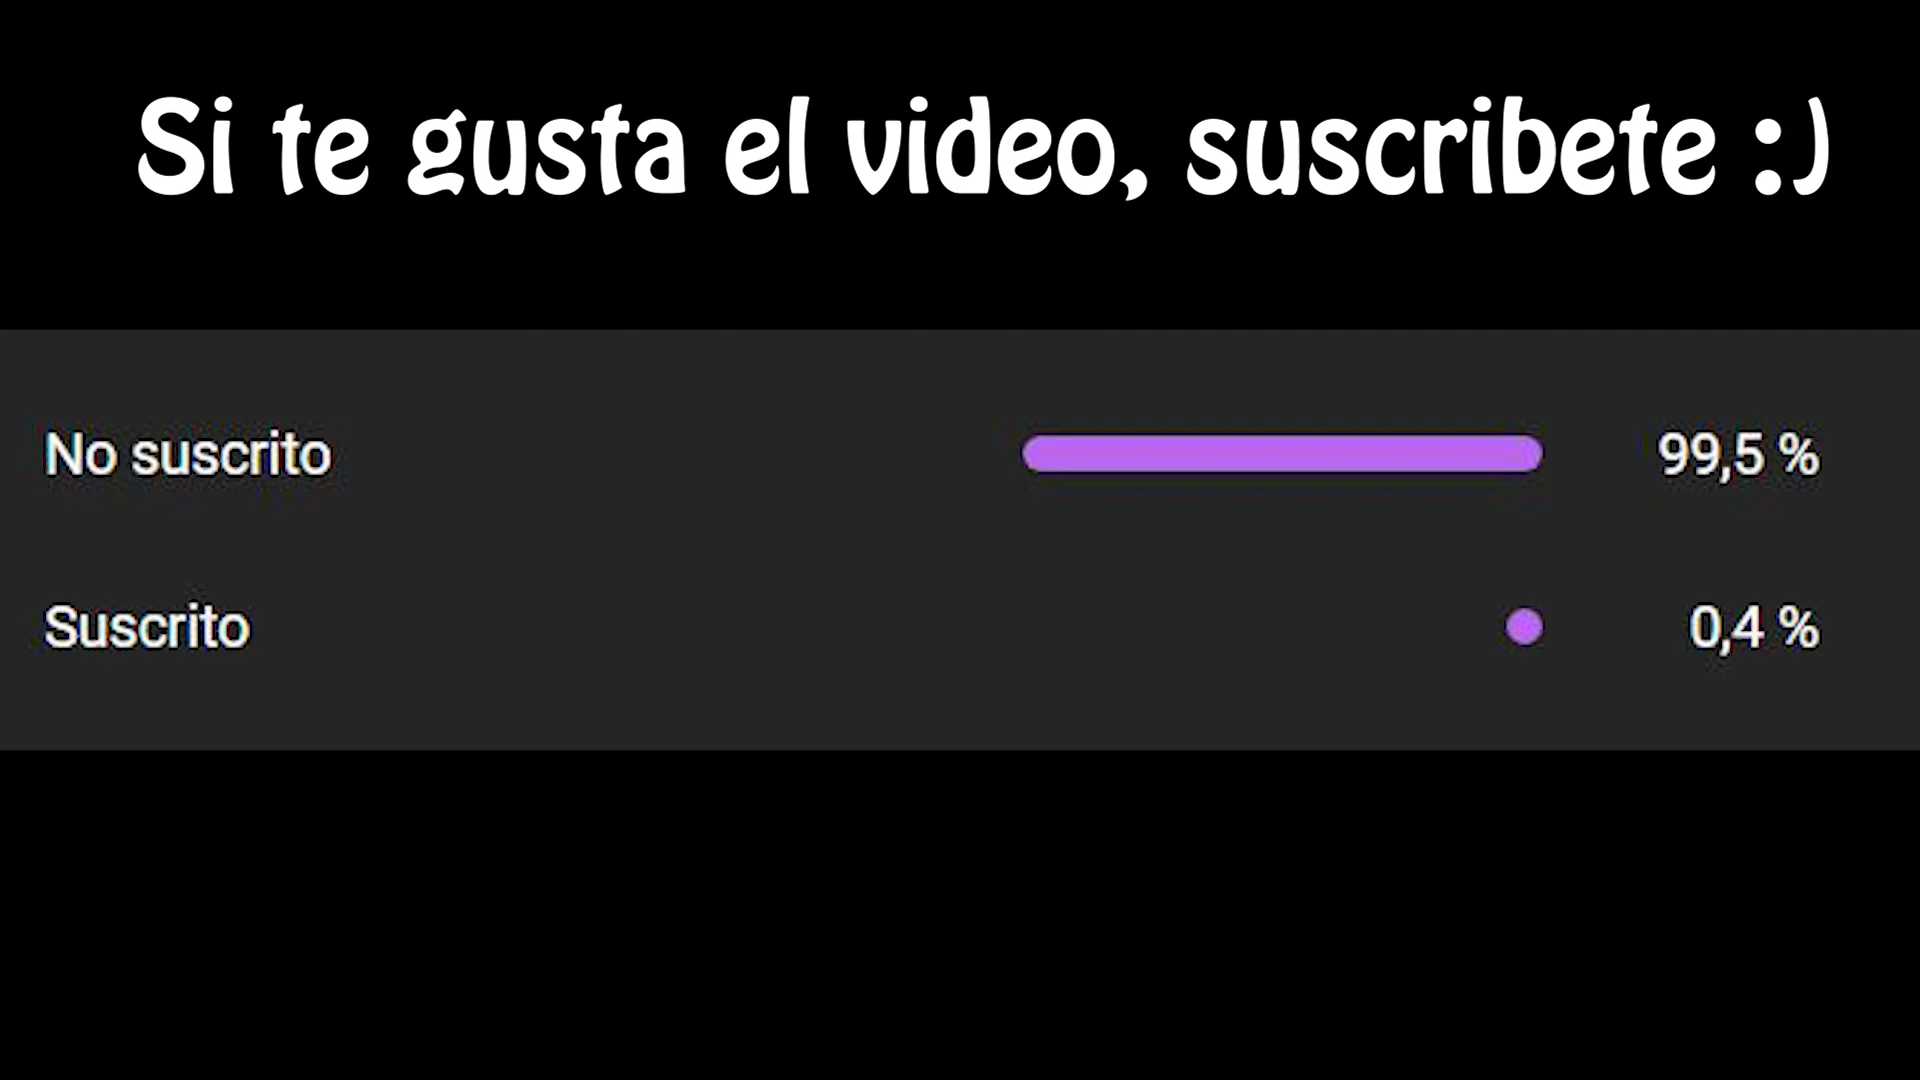 Si te gusta el video, suscribete :)
No suscrito 99,5 %
Suscrito 0,4 %